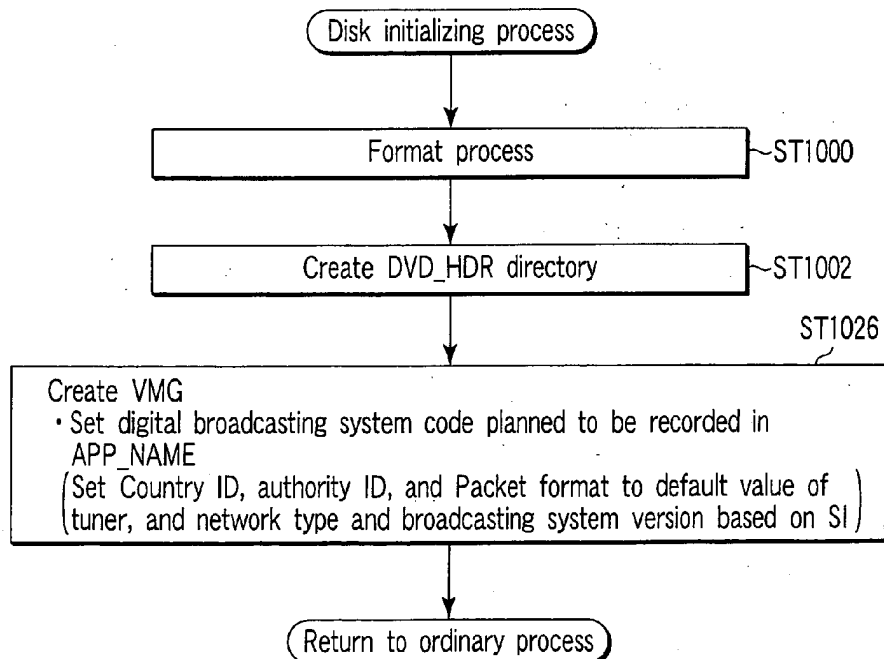 Disk initializing process
Format process
ST1000
Create DVD_HDR directory
ST1002
ST1026
Create VMG
・Set digital broadcasting system code planned to be recorded in
APP_NAME
(Set Country ID, authority ID, and Packet format to default value of
tuner, and network type and broadcasting system version based on SI)
Return to ordinary process